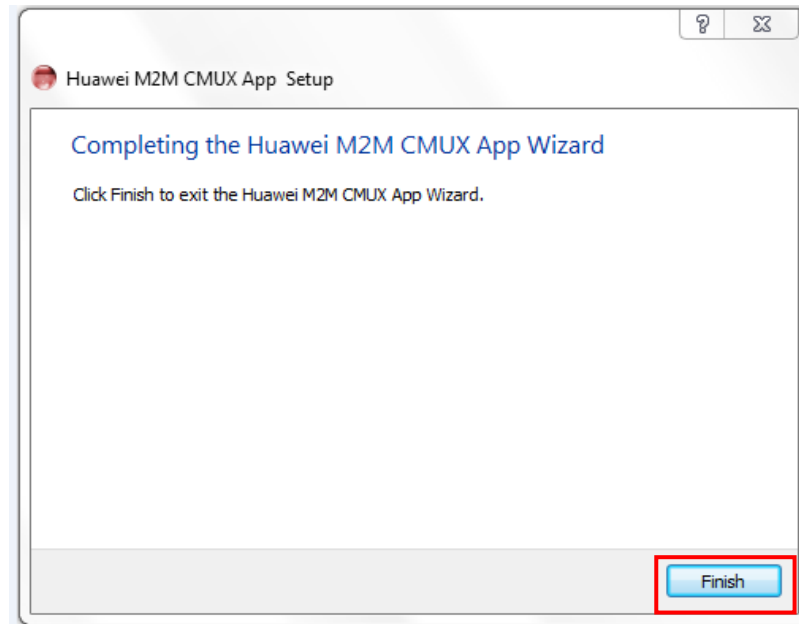 Huawei M2M CMUX App Setup
Completing the Huawei M2M CMUX App Wizard
Click Finish to exit the Huawei M2M CMUX App Wizard.
Finish